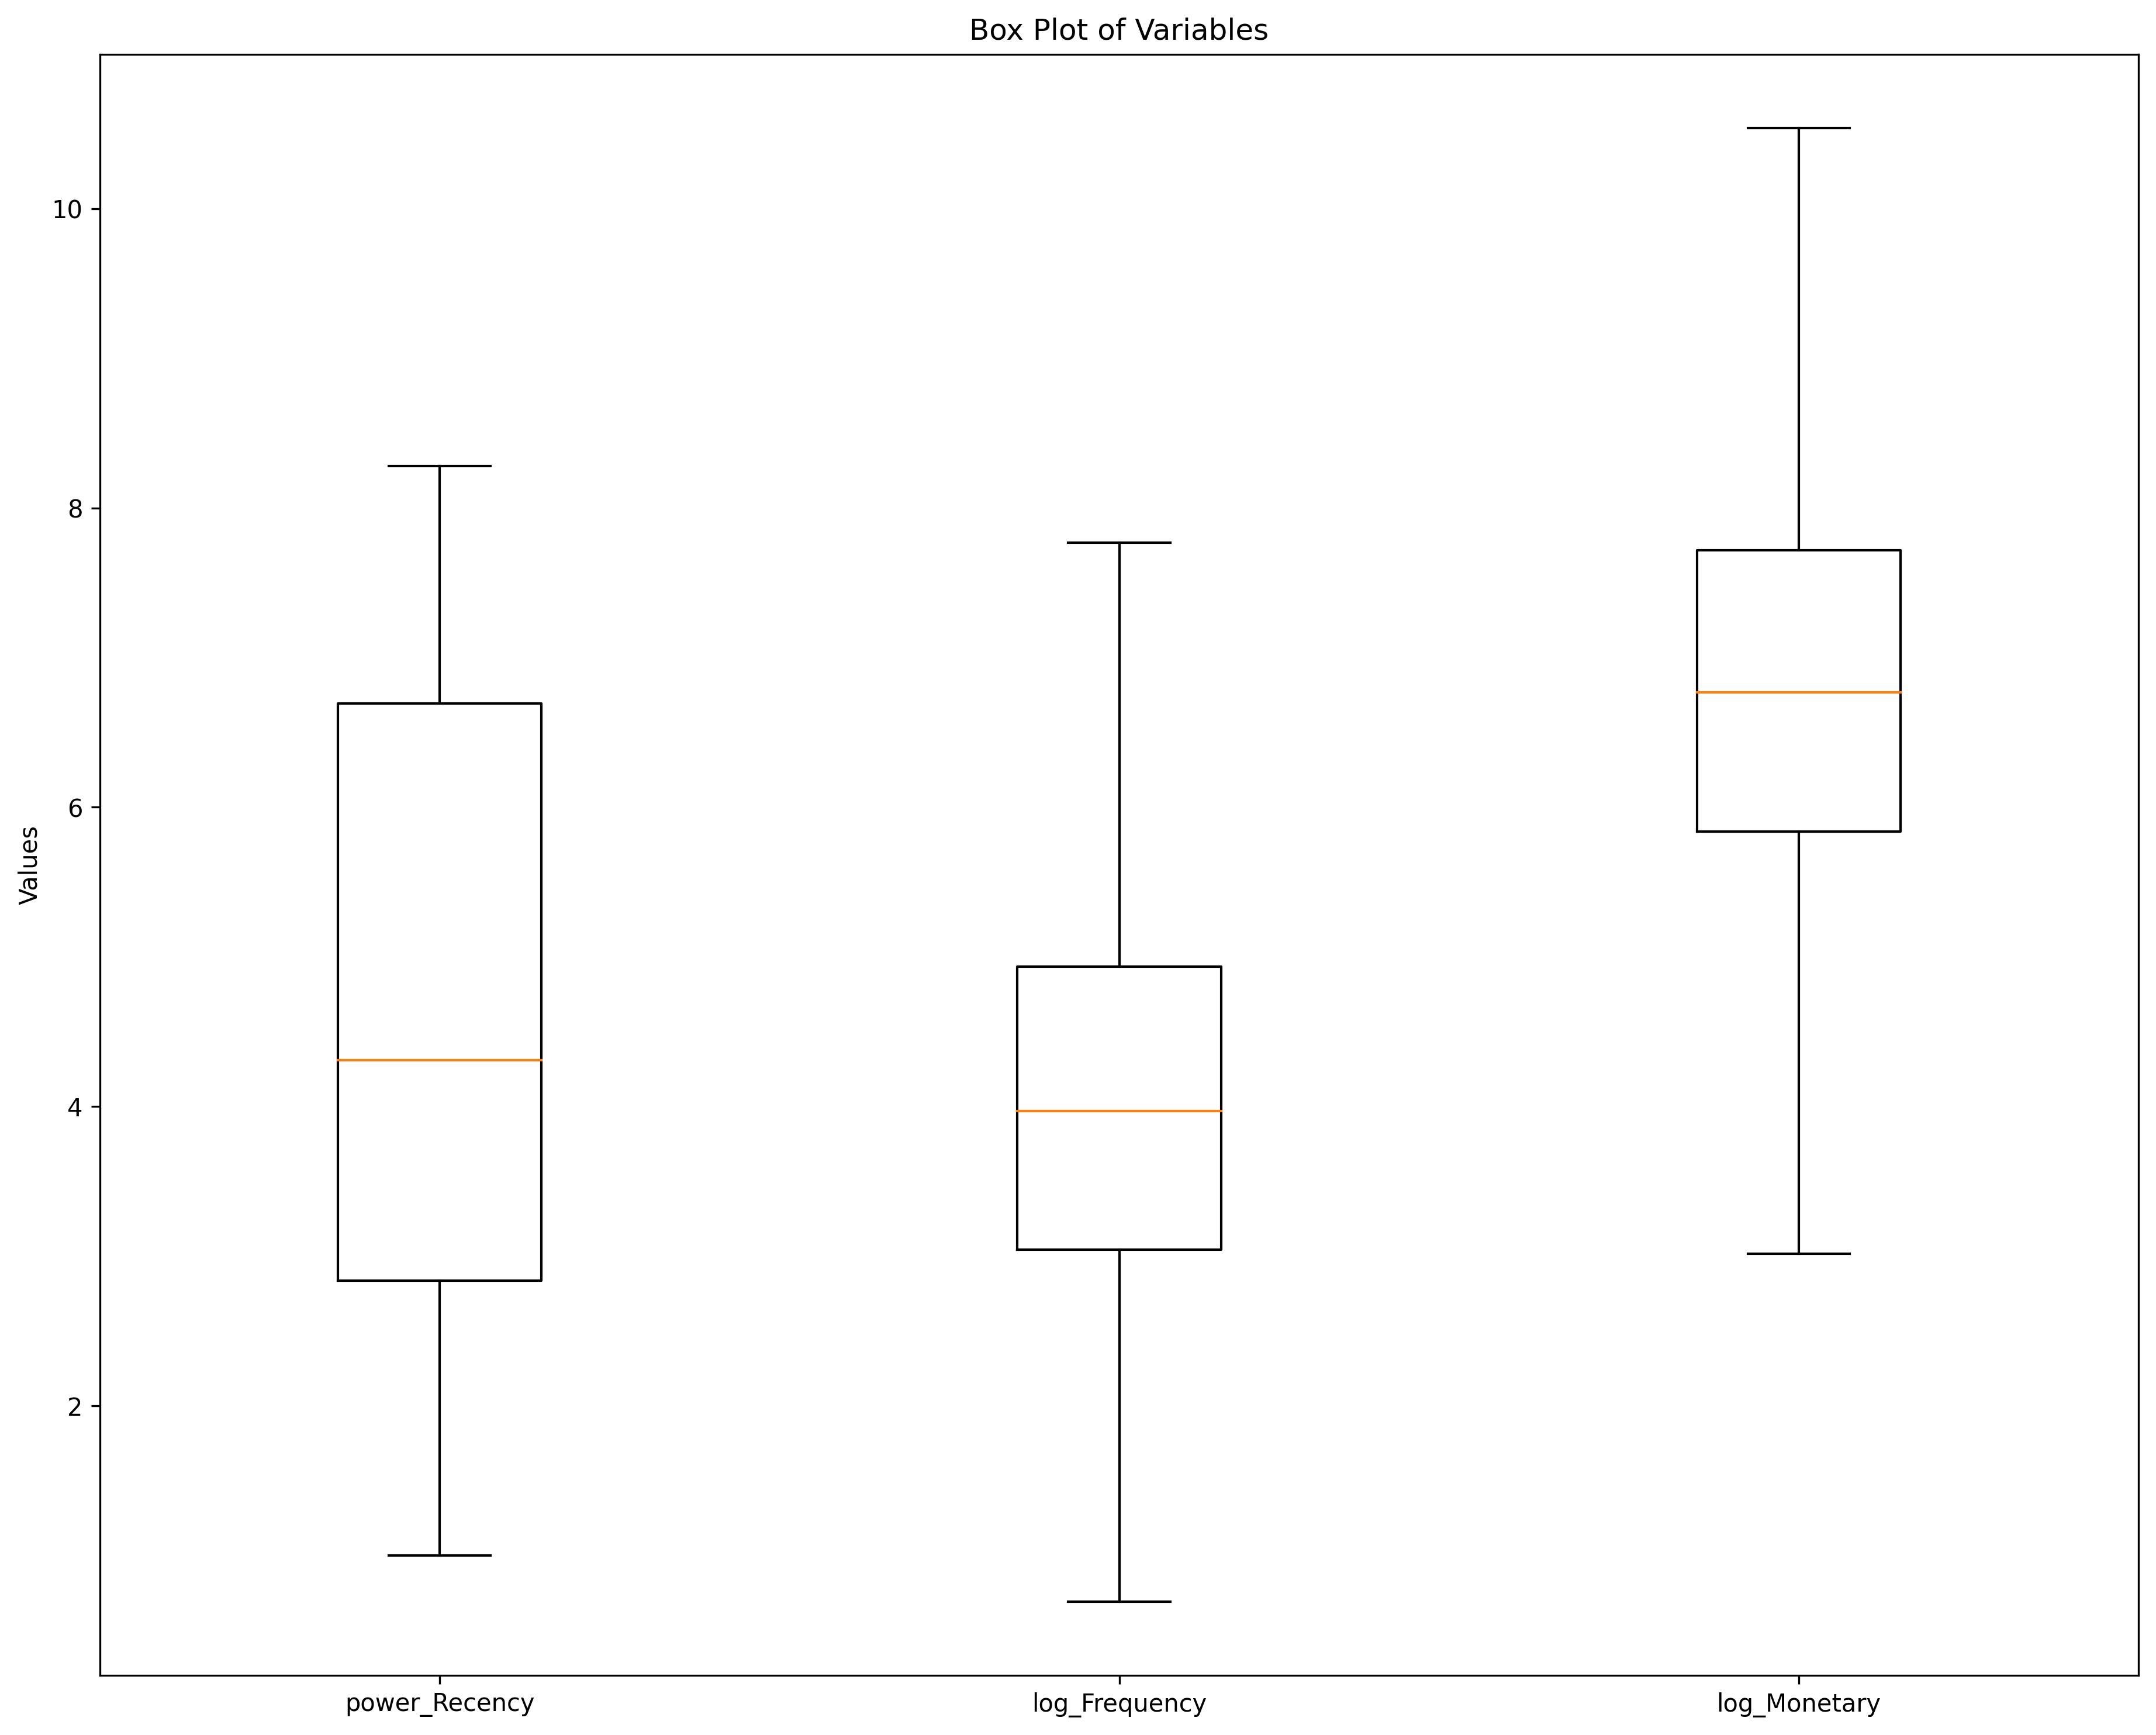 Box Plot of Variables
Values
10
8
6
4
2
power_Recency
log_Frequency
log_Monetary